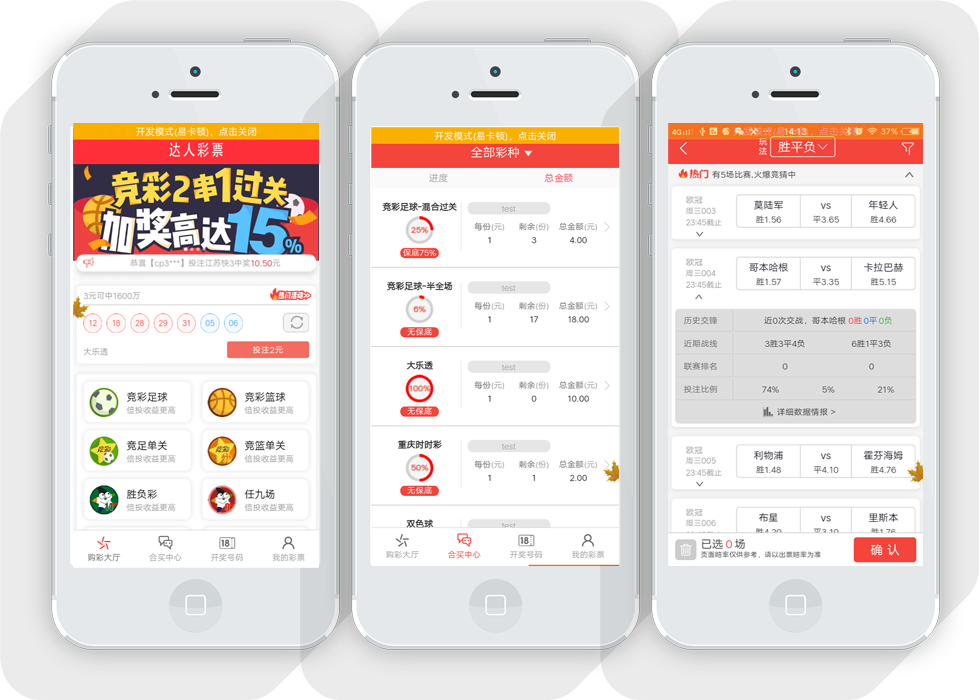 开发模式(易卡顿)，点击关闭
达人彩票
竞彩2串1过关
加奖高达15%
恭喜【cp3***】投注江苏快3中奖10.50元
3元可中1600万
热门活动>>
12 18 28 29 31 05 06
大乐透
投注2元
竞彩足球
倍投收益更高
竞彩篮球
倍投收益更高
竞足单关
倍投收益更高
竞篮单关
倍投收益更高
胜负彩
倍投收益更高
任九场
倍投收益更高
购彩大厅 合买中心 开奖号码 我的彩票
开发模式(易卡顿)，点击关闭
全部彩种
进度 总金额
竞彩足球-混合过关
25%
保底75%
test
每份(元) 剩余(份) 总金额(元)
1 3 4.00
竞彩足球-半全场
6%
无保底
test
每份(元) 剩余(份) 总金额(元)
1 17 18.00
大乐透
100%
无保底
test
每份(元) 剩余(份) 总金额(元)
1 0 10.00
重庆时时彩
50%
无保底
test
每份(元) 剩余(份) 总金额(元)
1 1 2.00
双色球
test
购彩大厅 合买中心 开奖号码 我的彩票
4G 14:13 点击关闭 37%
玩法
胜平负
热门 有5场比赛,火爆竞猜中
欧冠
周三003
23:45截止
莫陆军 vs 年轻人
胜1.56 平3.65 胜4.66
欧冠
周三004
23:45截止
哥本哈根 vs 卡拉巴赫
胜1.57 平3.35 胜5.15
历史交锋 近0次交战，哥本哈根 0胜 0平 0负
近期战线 3胜3平4负 6胜1平3负
联赛排名 0 0
投注比例 74% 5% 21%
详细数据情报 >
欧冠
周三005
23:45截止
利物浦 vs 霍芬海姆
胜1.48 平4.10 胜4.76
欧冠
周三006
布星 vs 里斯本
胜4.20 平3.10 胜1.76
已选 0 场
页面赔率仅供参考，请以出票赔率为准
确 认